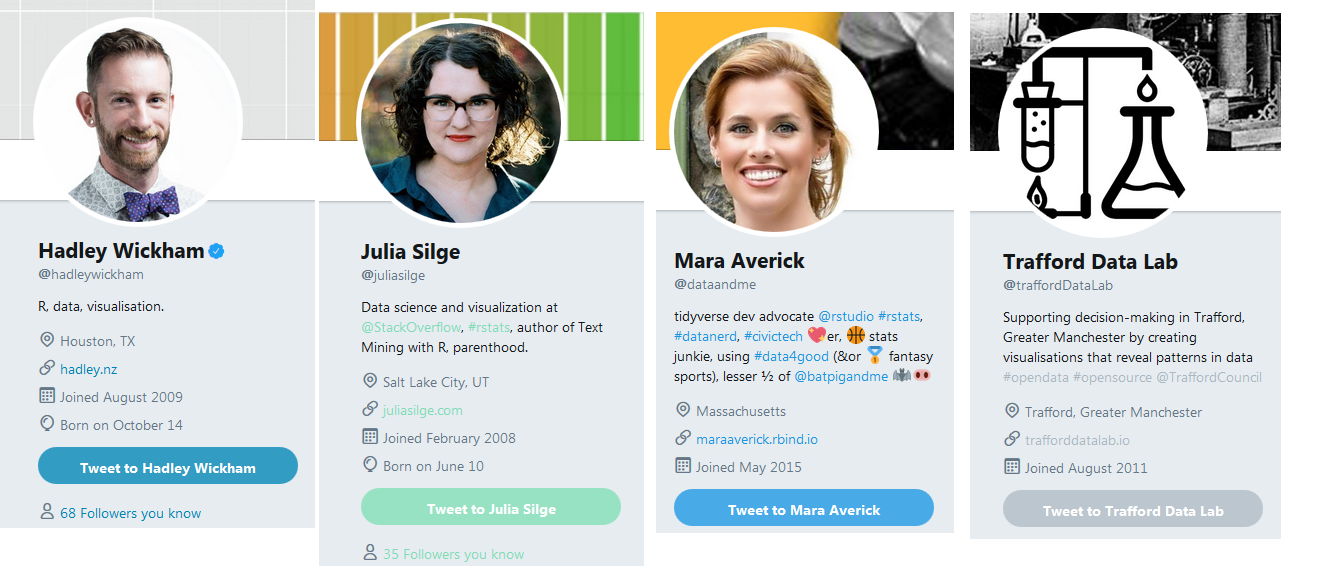 Hadley Wickham
@hadleywickham
R, data, visualisation.
Houston, TX
hadley.nz
Joined August 2009
Born on October 14
Tweet to Hadley Wickham
68 Followers you know
Julia Silge
@juliasilge
Data science and visualization at
@StackOverflow, #rstats, author of Text
Mining with R, parenthood.
Salt Lake City, UT
juliasilge.com
Joined February 2008
Born on June 10
Tweet to Julia Silge
35 Followers you know
Mara Averick
@dataandme
tidyverse dev advocate @rstudio #rstats,
#datanerd, #civictech 💖er, 🏀 stats
junkie, using #data4good (&or 🏅 fantasy
sports), lesser ½ of @batpigandme 🦇🐽
Massachusetts
maraaverick.rbind.io
Joined May 2015
Tweet to Mara Averick
Trafford Data Lab
@traffordDataLab
Supporting decision-making in Trafford,
Greater Manchester by creating
visualisations that reveal patterns in data
#opendata #opensource @TraffordCouncil
Trafford, Greater Manchester
trafforddatalab.io
Joined August 2011
Tweet to Trafford Data Lab